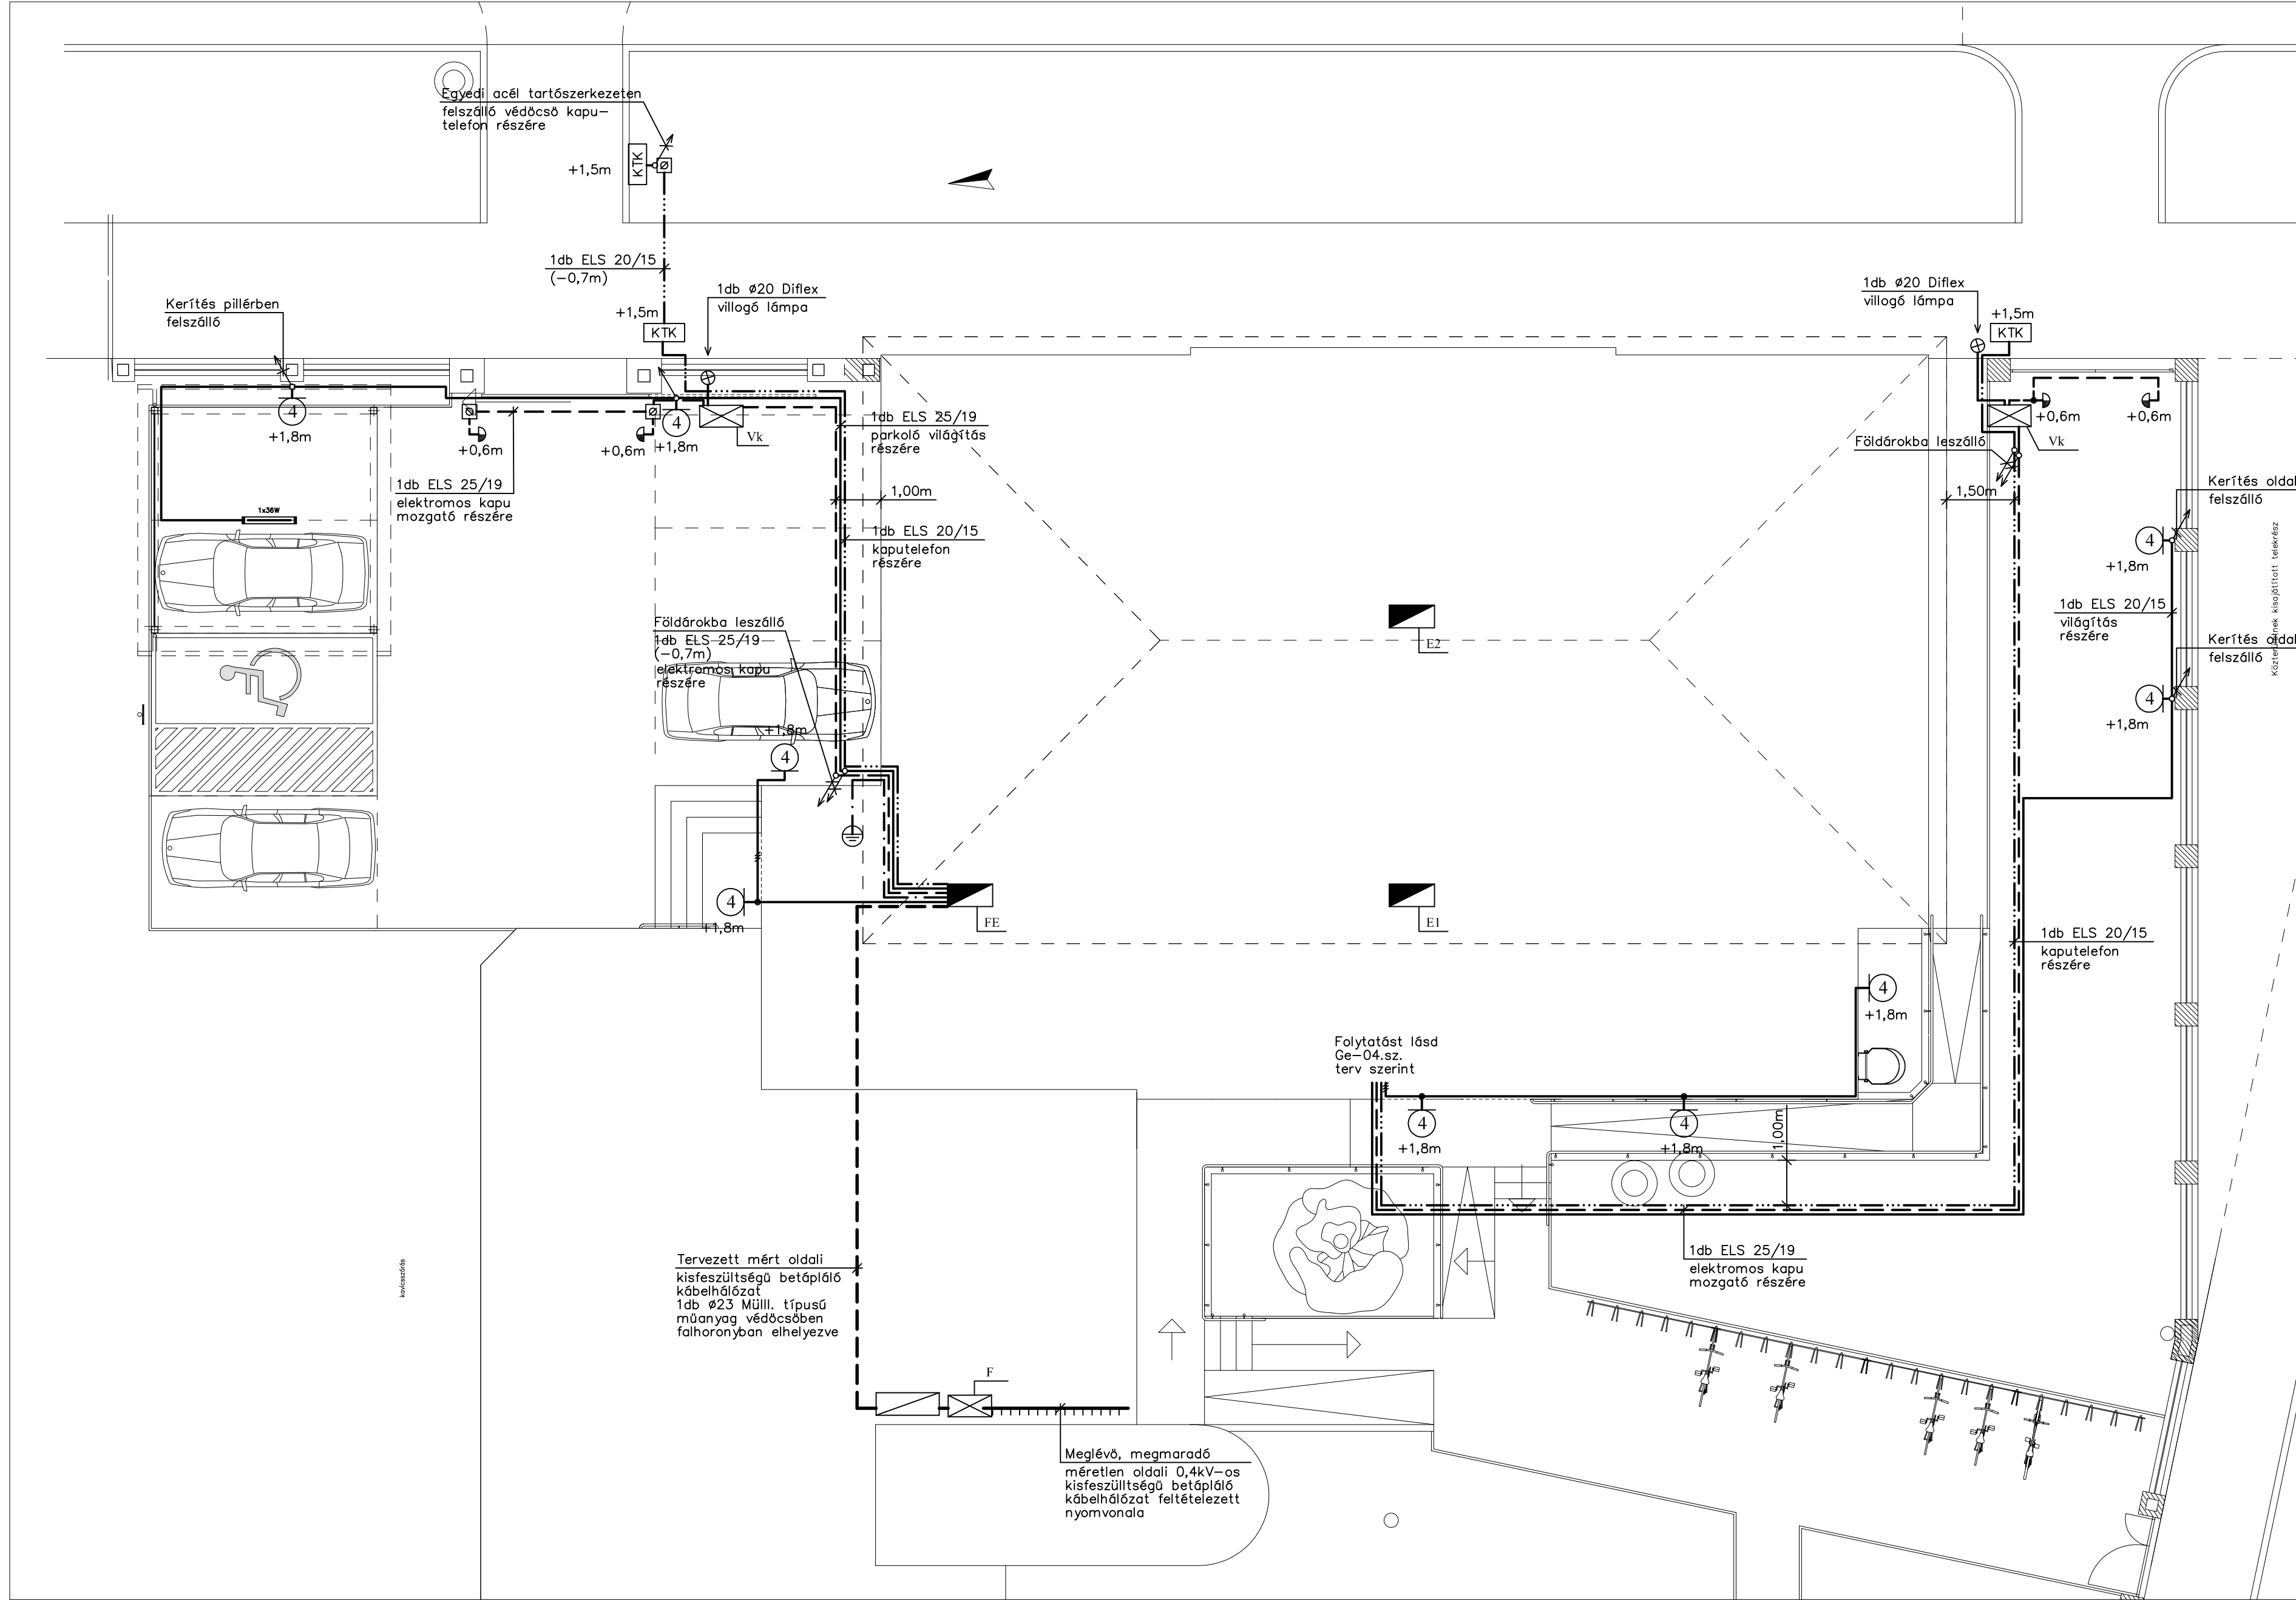 Egyedi acél tartószerkezeten
felszálló védőcső kapu-
telefon részére
KTK
+1,5m
1db ELS 20/15
(-0,7m)
1db ø20 Diflex
villogó lámpa
+1,5m
KTK
Kerítés pillérben
felszálló
1db ø20 Diflex
villogó lámpa
+1,5m
KTK
4
+1,8m
+0,6m
+0,6m
4
+1,8m
Vk
1db ELS 25/19
parkoló világítás
részére
+0,6m
+0,6m
Földárokba leszálló
Vk
1db ELS 25/19
elektromos kapu
mozgató részére
1x36W
1,00m
1,50m
Kerítés oldal
felszálló
1db ELS 20/15
kaputelefon
részére
4
+1,8m
Földárokba leszálló
1db ELS 25/19
(-0,7m)
elektromos kapu
részére
E2
1db ELS 20/15
világítás
részére
Kerítés oldal
felszálló
Közterületnek kisajátított telekrész
4
+1,8m
+1,8m
4
4
+1,8m
FE
E1
1db ELS 20/15
kaputelefon
részére
4
+1,8m
Folytatást lásd
Ge-04.sz.
terv szerint
4
+1,8m
4
+1,8m
1,00m
1db ELS 25/19
elektromos kapu
mozgató részére
kavicsszórás
Tervezett mért oldali
kisfeszültségű betápláló
kábelhálózat
1db ø23 Mülll. típusú
műanyag védőcsőben
falhoronyban elhelyezve
F
Meglévő, megmaradó
méretlen oldali 0,4kV-os
kisfeszülltségű betápláló
kábelhálózat feltételezett
nyomvonala